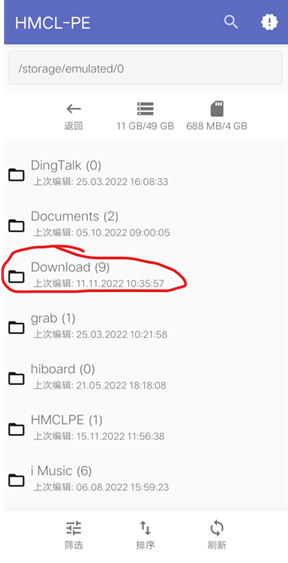 HMCL-PE
/storage/emulated/0
返回
11 GB/49 GB
688 MB/4 GB
DingTalk (0)
上次编辑: 25.03.2022 16:08:33
Documents (2)
上次编辑: 05.10.2022 09:00:05
Download (9)
上次编辑: 11.11.2022 10:35:57
grab (1)
上次编辑: 25.03.2022 10:21:58
hiboard (0)
上次编辑: 21.05.2022 18:18:08
HMCLPE (1)
上次编辑: 15.11.2022 11:56:38
i Music (6)
上次编辑: 06.08.2022 15:59:23
筛选
排序
刷新